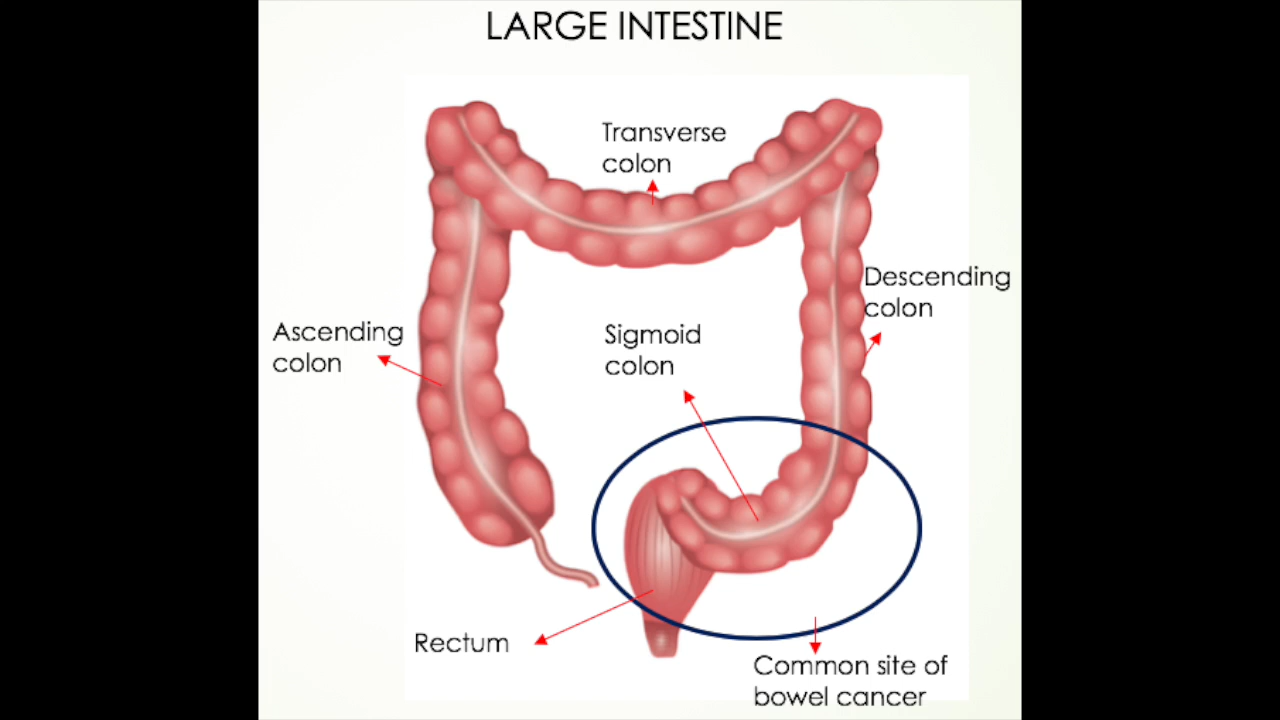 LARGE INTESTINE
Transverse
colon
Descending
colon
Ascending
colon
Sigmoid
colon
Rectum
Common site of
bowel cancer